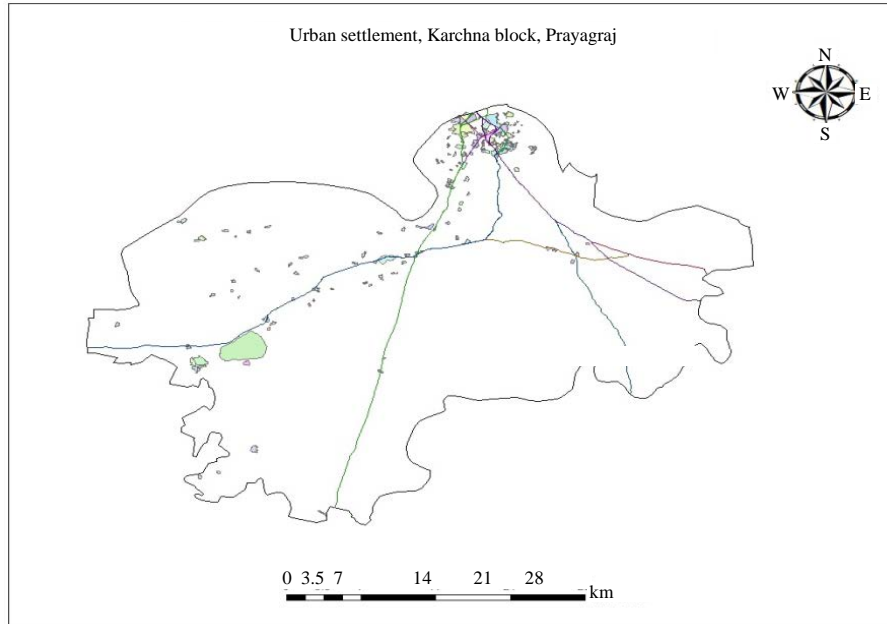 Urban settlement, Karchna block, Prayagraj
N
W E
S
0 3.5 7 14 21 28
km